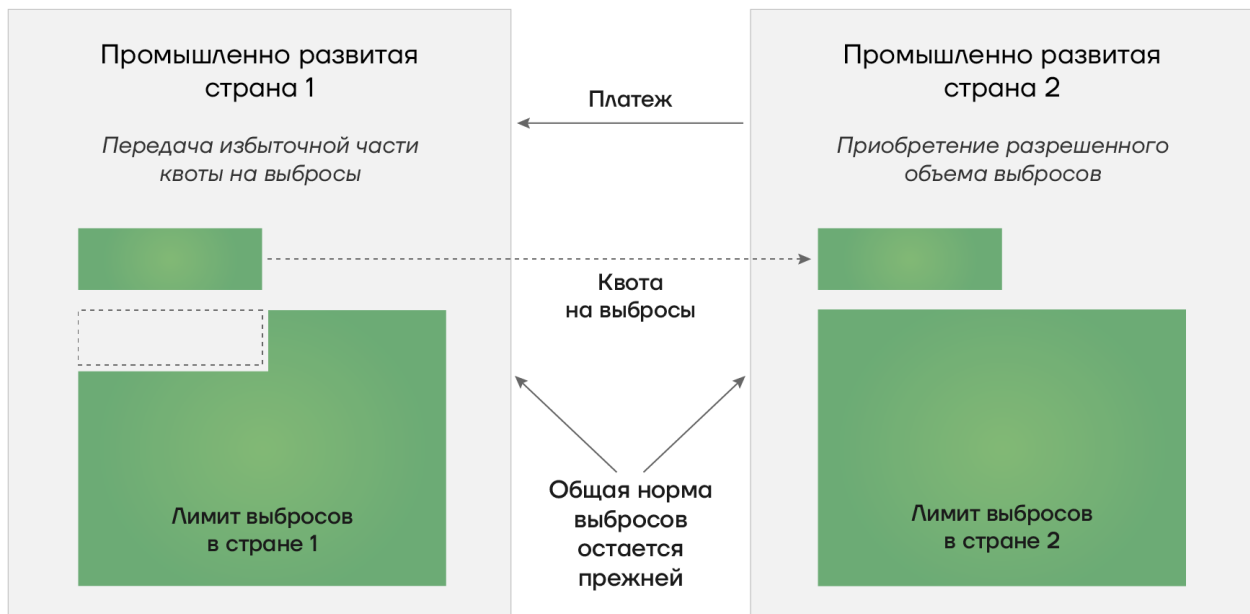 Промышленно развитая
страна 1
Передача избыточной части
квоты на выбросы
Лимит выбросов
в стране 1
Платеж
Квота
на выбросы
Общая норма
выбросов
остается
прежней
Промышленно развитая
страна 2
Приобретение разрешенного
объема выбросов
Лимит выбросов
в стране 2